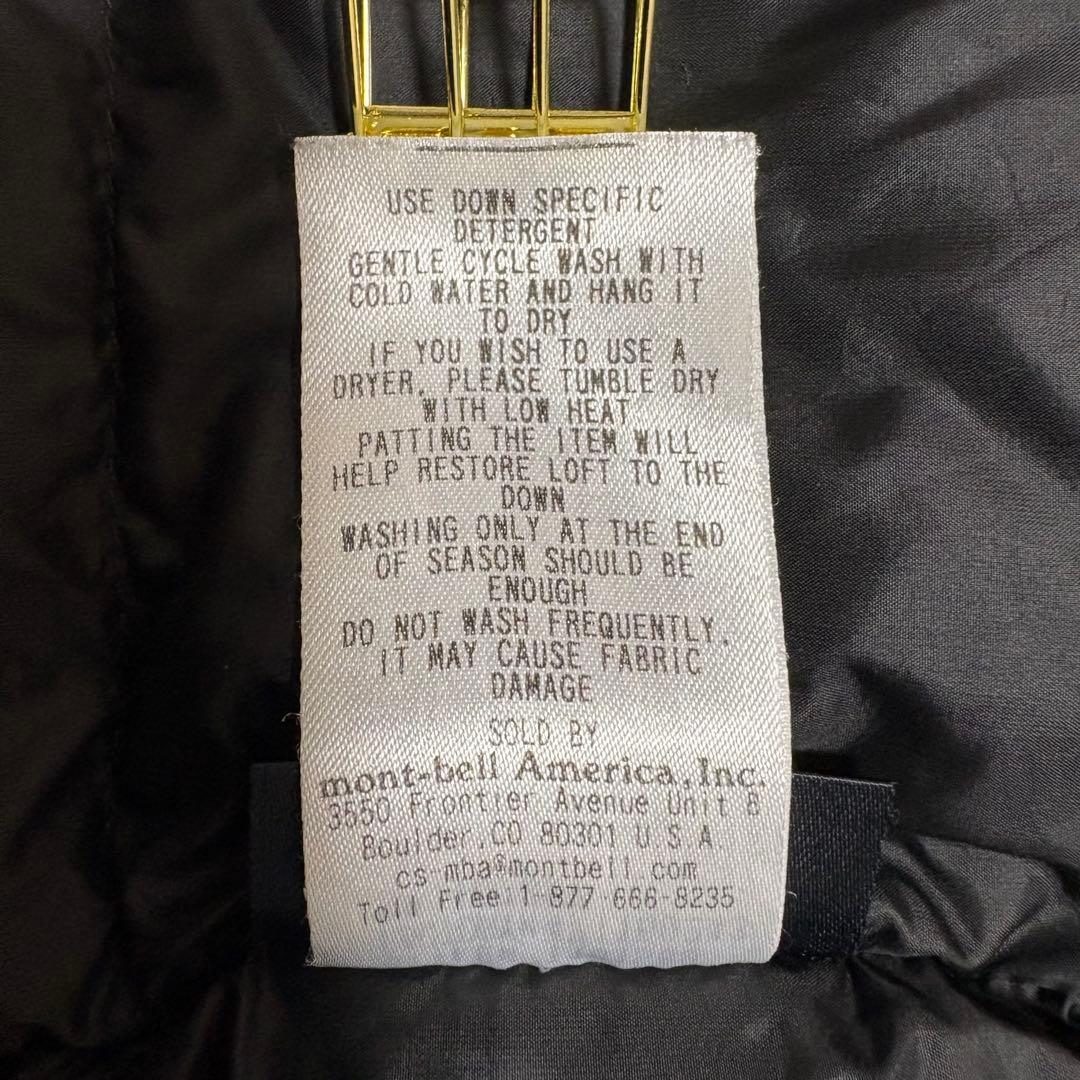 USE DOWN SPECIFIC
DETERGENT
GENTLE CYCLE WASH WITH
COLD WATER AND HANG IT
TO DRY
IF YOU WISH TO USE A
DRYER, PLEASE TUMBLE DRY
WITH LOW HEAT
PATTING THE ITEM WILL
HELP RESTORE LOFT TO THE
DOWN
WASHING ONLY AT THE END
OF SEASON SHOULD BE
ENOUGH
DO NOT WASH FREQUENTLY.
IT MAY CAUSE FABRIC
DAMAGE
SOLD BY
mont-bell America,Inc.
3550 Frontier Avenue Unit B
Boulder,CO 80301 U.S.A.
cs-mba@montbell.com
Toll Free:1-877-666-8235